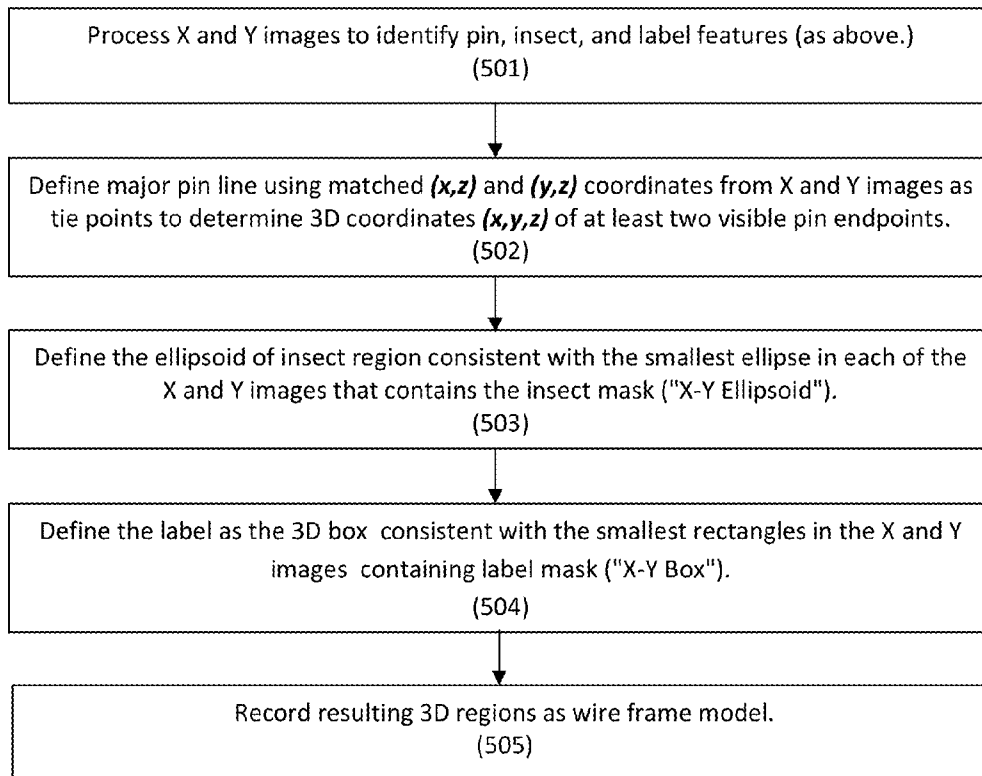 Process X and Y images to identify pin, insect, and label features (as above.)
(501)
Define major pin line using matched (x,z) and (y,z) coordinates from X and Y images as
tie points to determine 3D coordinates (x,y,z) of at least two visible pin endpoints.
(502)
Define the ellipsoid of insect region consistent with the smallest ellipse in each of the
X and Y images that contains the insect mask ("X-Y Ellipsoid").
(503)
Define the label as the 3D box consistent with the smallest rectangles in the X and Y
images containing label mask ("X-Y Box").
(504)
Record resulting 3D regions as wire frame model.
(505)